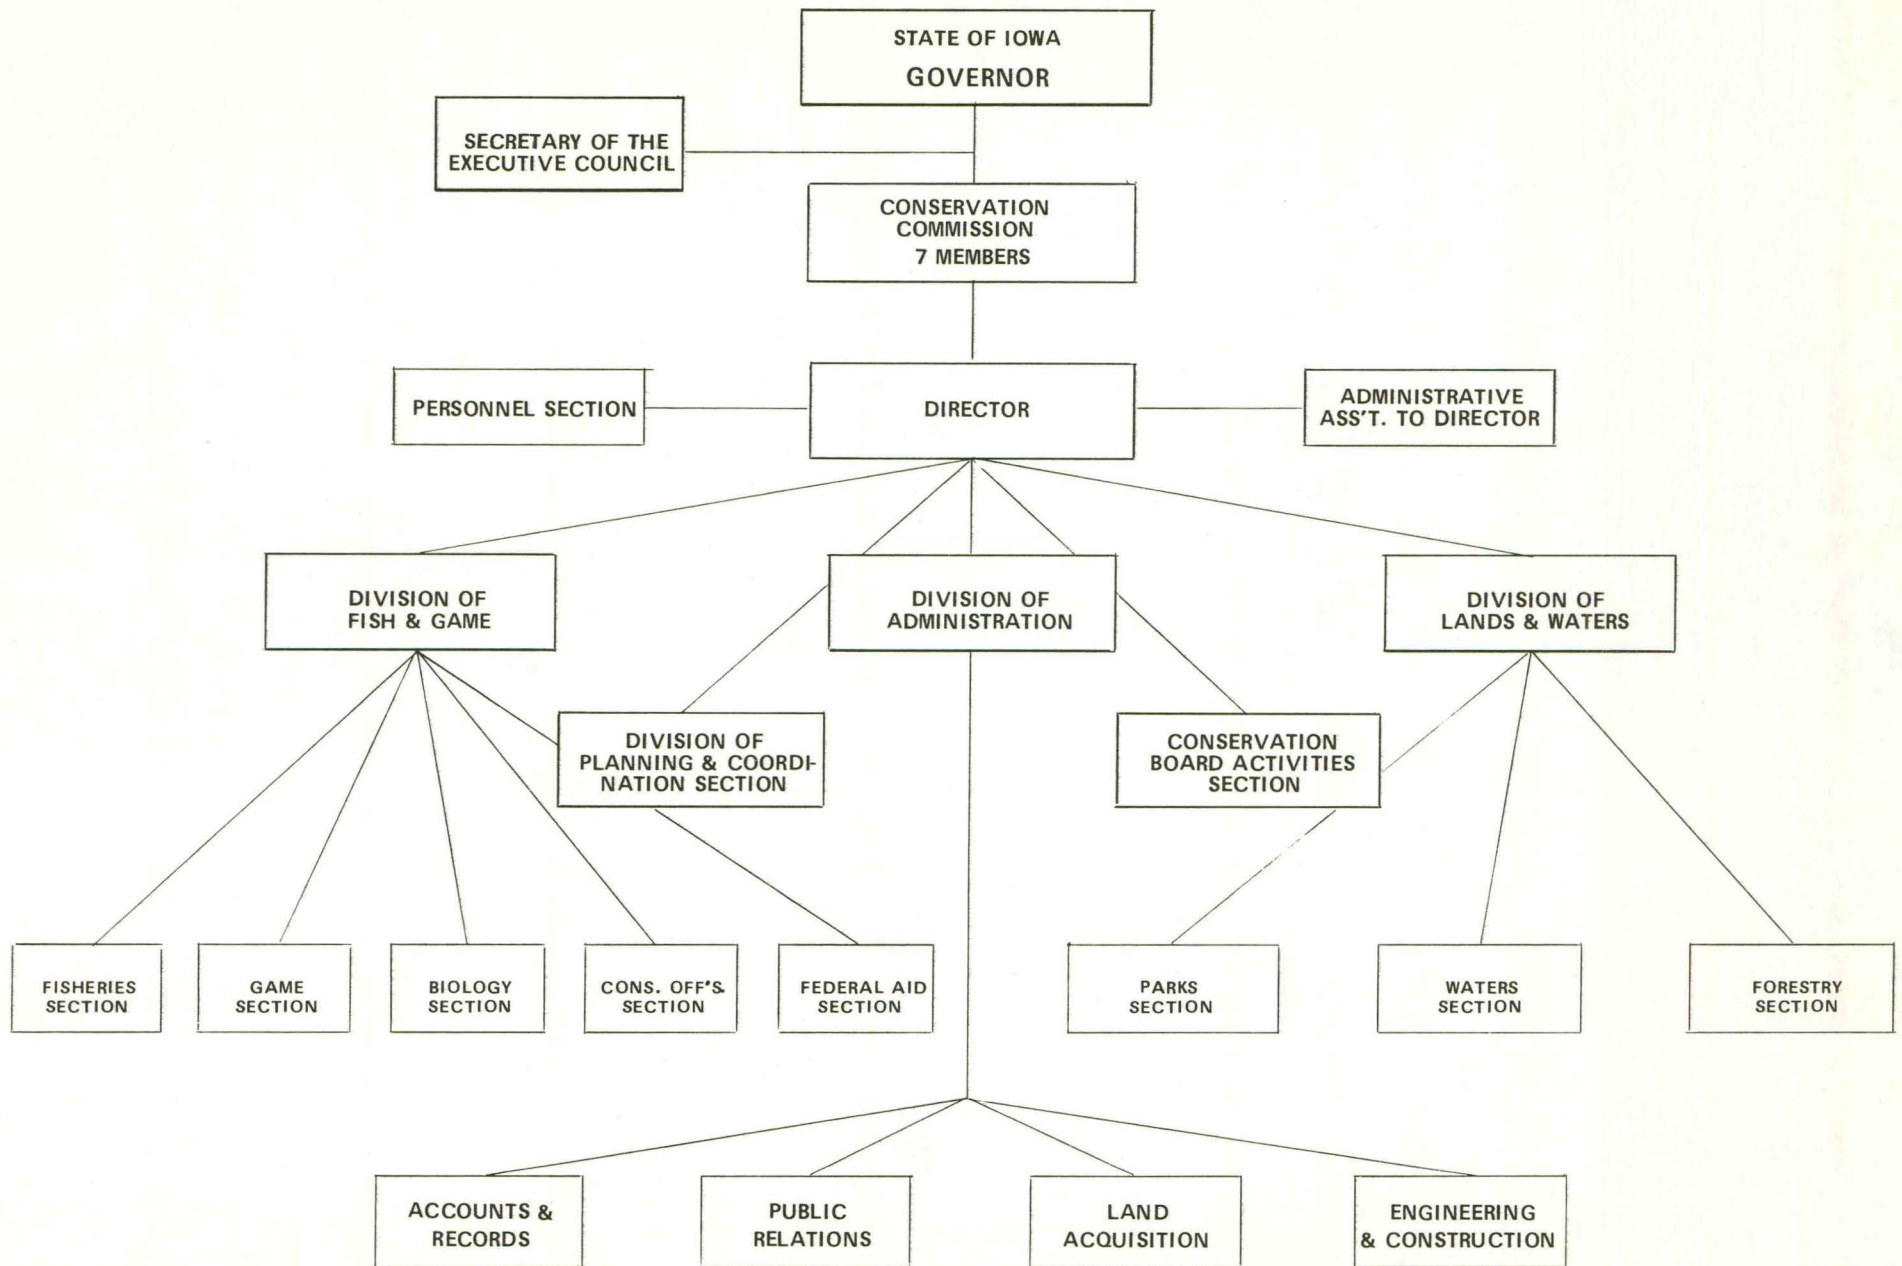 STATE OF IOWA
GOVERNOR
SECRETARY OF THE
EXECUTIVE COUNCIL
CONSERVATION
COMMISSION
7 MEMBERS
PERSONNEL SECTION
DIRECTOR
ADMINISTRATIVE
ASS'T. TO DIRECTOR
DIVISION OF
FISH & GAME
DIVISION OF
ADMINISTRATION
DIVISION OF
LANDS & WATERS
DIVISION OF
PLANNING & COORDI-
NATION SECTION
CONSERVATION
BOARD ACTIVITIES
SECTION
FISHERIES
SECTION
GAME
SECTION
BIOLOGY
SECTION
CONS. OFF'S.
SECTION
FEDERAL AID
SECTION
PARKS
SECTION
WATERS
SECTION
FORESTRY
SECTION
ACCOUNTS &
RECORDS
PUBLIC
RELATIONS
LAND
ACQUISITION
ENGINEERING
& CONSTRUCTION